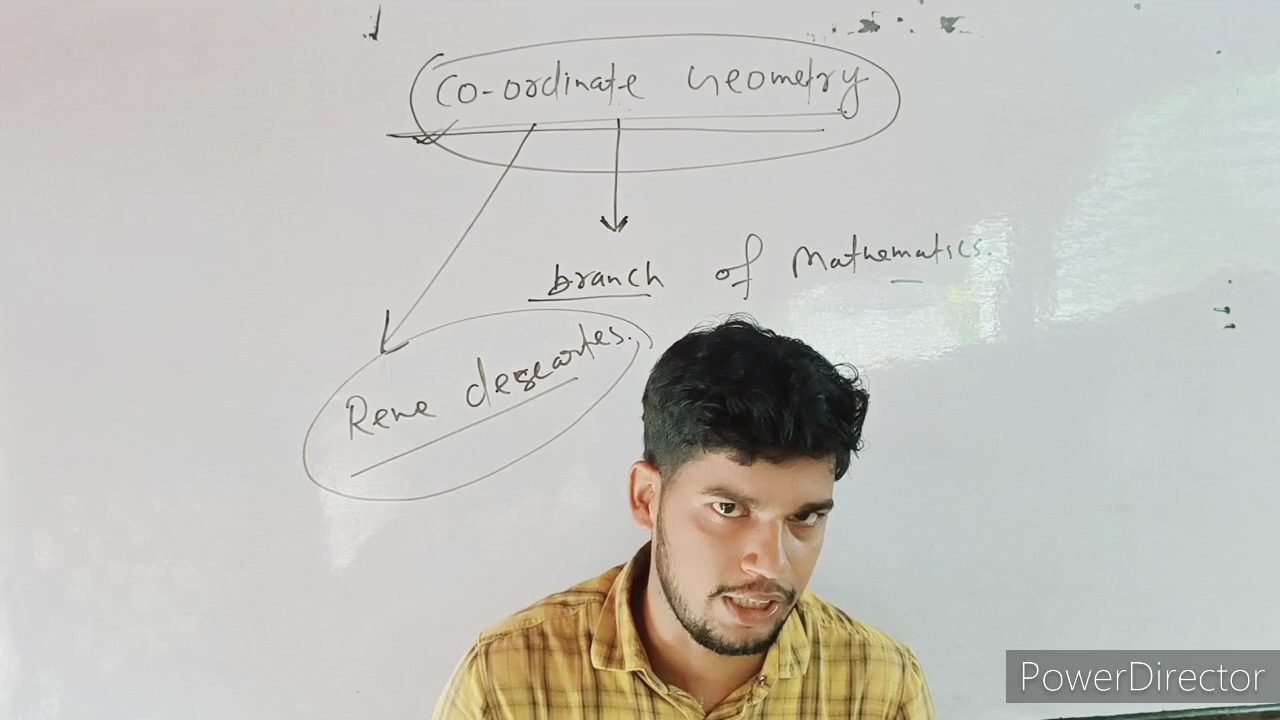 Co-ordinate Geometry
branch of Mathematics.
Rene descartes.
PowerDirector